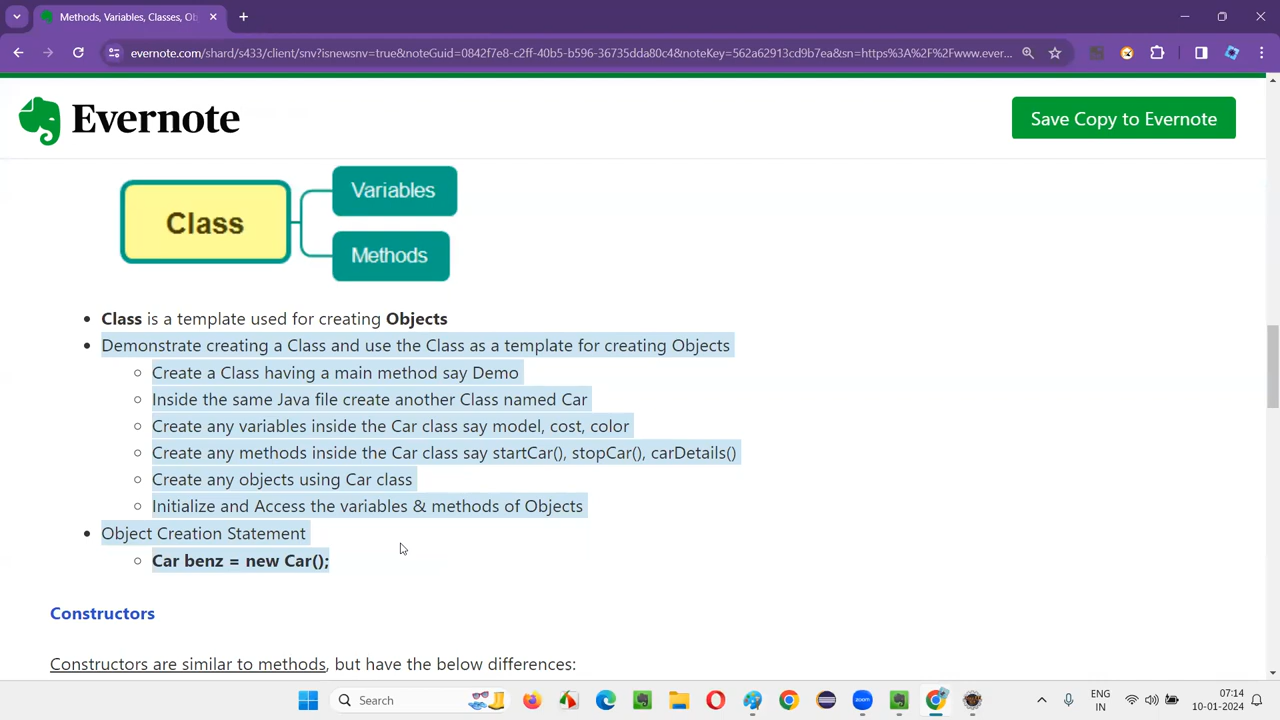 Methods, Variables, Classes, Ob
evernote.com/shard/s433/client/snv?isnewsnv=true&noteGuid=0842f7e8-c2ff-40b5-b596-36735dda80c4&noteKey=562a62913cd9b7ea&sn=https%3A%2F%2Fwww.ever...
Evernote
Save Copy to Evernote
Variables
Class
Methods
• Class is a template used for creating Objects
• Demonstrate creating a Class and use the Class as a template for creating Objects
○ Create a Class having a main method say Demo
○ Inside the same Java file create another Class named Car
○ Create any variables inside the Car class say model, cost, color
○ Create any methods inside the Car class say startCar(), stopCar(), carDetails()
○ Create any objects using Car class
○ Initialize and Access the variables & methods of Objects
• Object Creation Statement
○ Car benz = new Car();
Constructors
Constructors are similar to methods, but have the below differences:
Search
zoom
ENG
IN
07:14
10-01-2024